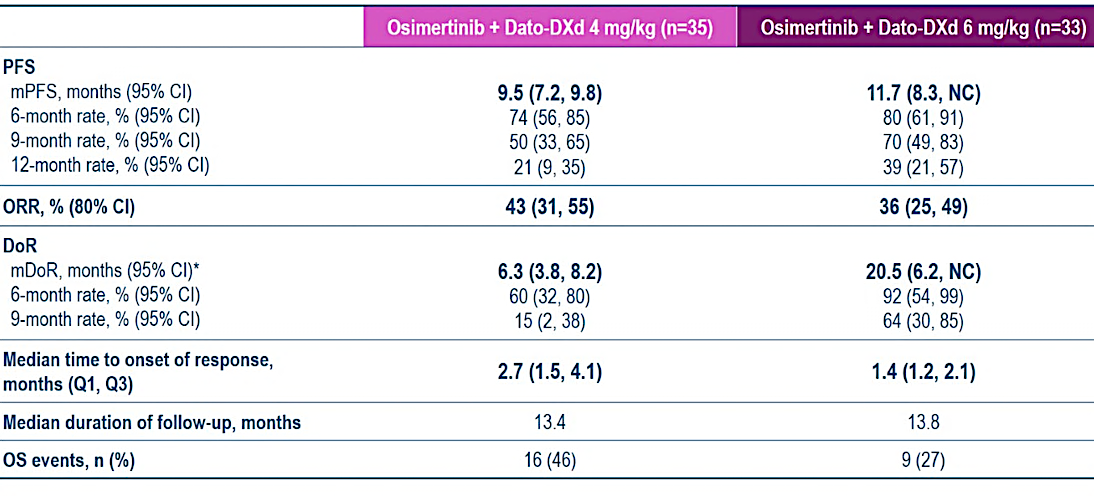 Osimertinib + Dato-DXd 4 mg/kg (n=35) Osimertinib + Dato-DXd 6 mg/kg (n=33)
PFS
mPFS, months (95% CI) 9.5 (7.2, 9.8) 11.7 (8.3, NC)
6-month rate, % (95% CI) 74 (56, 85) 80 (61, 91)
9-month rate, % (95% CI) 50 (33, 65) 70 (49, 83)
12-month rate, % (95% CI) 21 (9, 35) 39 (21, 57)
ORR, % (80% CI) 43 (31, 55) 36 (25, 49)
DoR
mDoR, months (95% CI)* 6.3 (3.8, 8.2) 20.5 (6.2, NC)
6-month rate, % (95% CI) 60 (32, 80) 92 (54, 99)
9-month rate, % (95% CI) 15 (2, 38) 64 (30, 85)
Median time to onset of response,
months (Q1, Q3) 2.7 (1.5, 4.1) 1.4 (1.2, 2.1)
Median duration of follow-up, months 13.4 13.8
OS events, n (%) 16 (46) 9 (27)